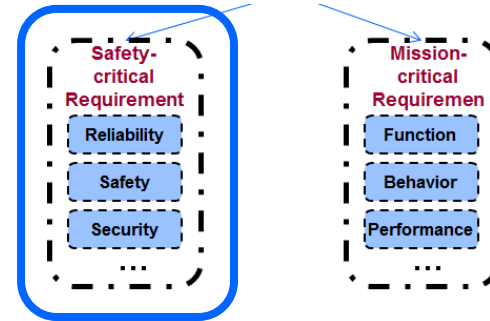 Safety-
critical
Requirement
Reliability
Safety
Security
...
Mission-
critical
Requiremen
Function
Behavior
Performance
...